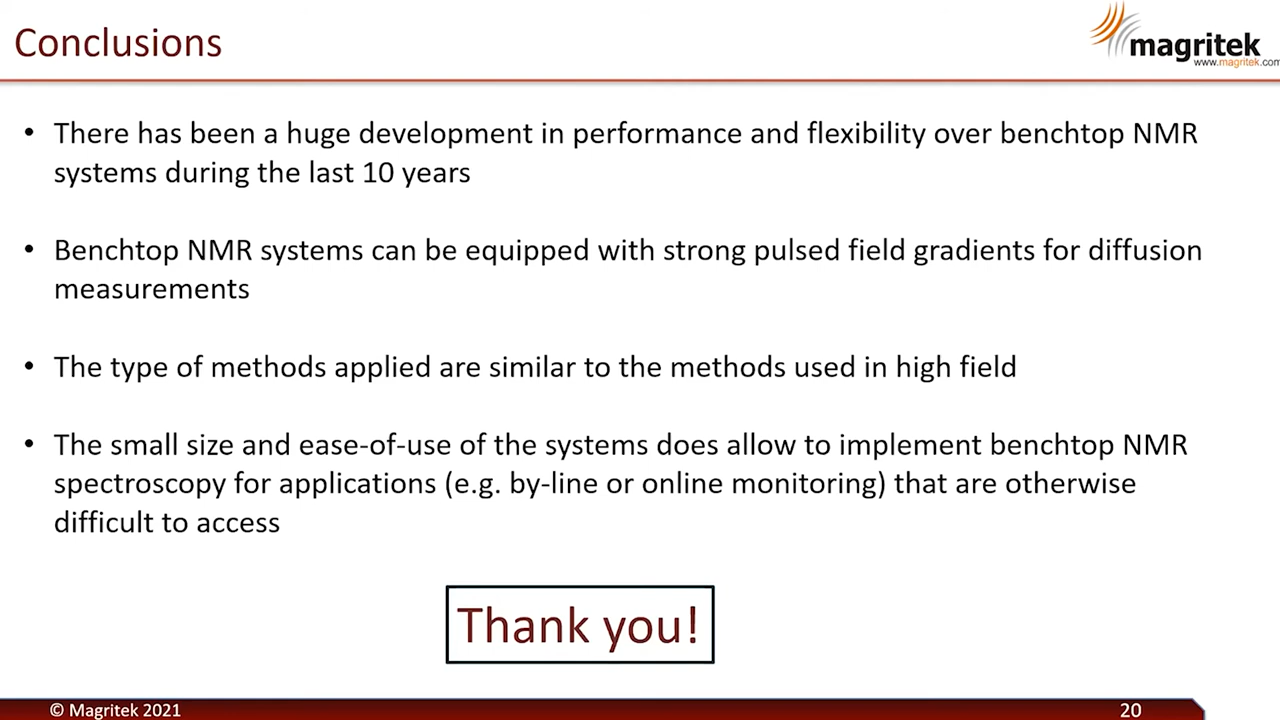 Conclusions
magritek
www.magritek.com
• There has been a huge development in performance and flexibility over benchtop NMR
systems during the last 10 years
• Benchtop NMR systems can be equipped with strong pulsed field gradients for diffusion
measurements
• The type of methods applied are similar to the methods used in high field
• The small size and ease-of-use of the systems does allow to implement benchtop NMR
spectroscopy for applications (e.g. by-line or online monitoring) that are otherwise
difficult to access
Thank you!
© Magritek 2021
20